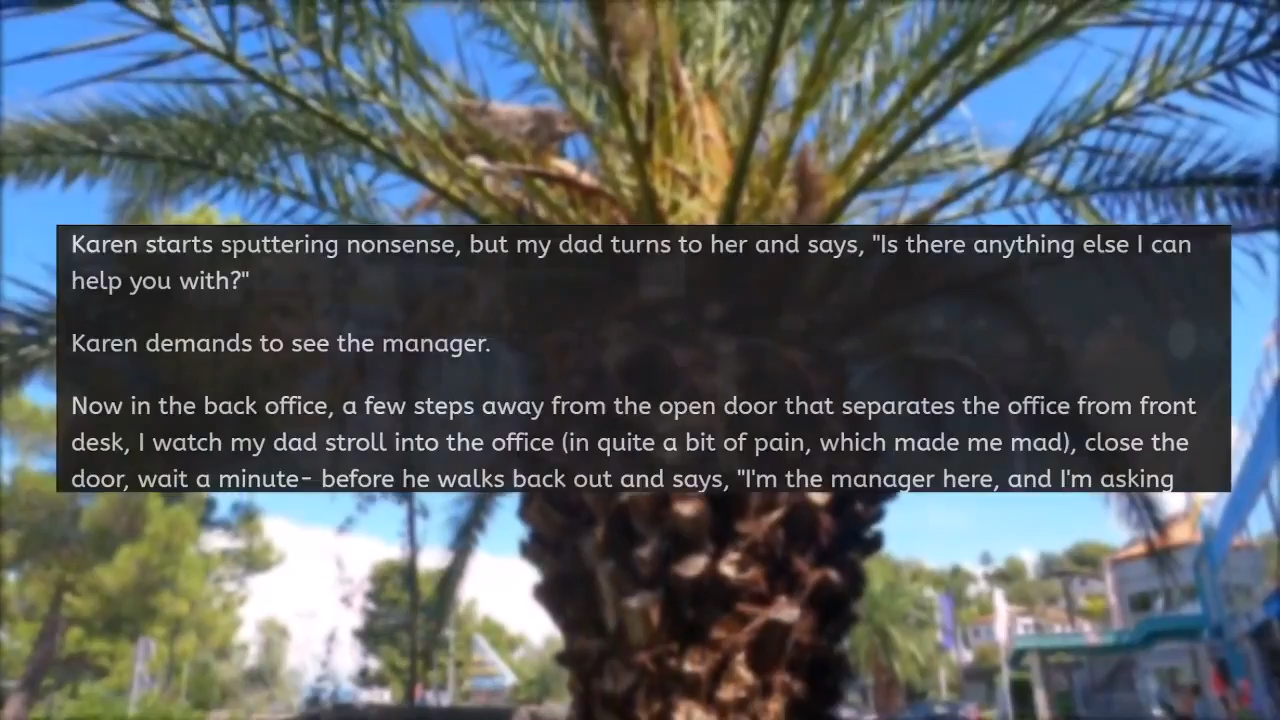 Karen starts sputtering nonsense, but my dad turns to her and says, "Is there anything else I can
help you with?"
Karen demands to see the manager.
Now in the back office, a few steps away from the open door that separates the office from front
desk, I watch my dad stroll into the office (in quite a bit of pain, which made me mad), close the
door, wait a minute- before he walks back out and says, "I'm the manager here, and I'm asking